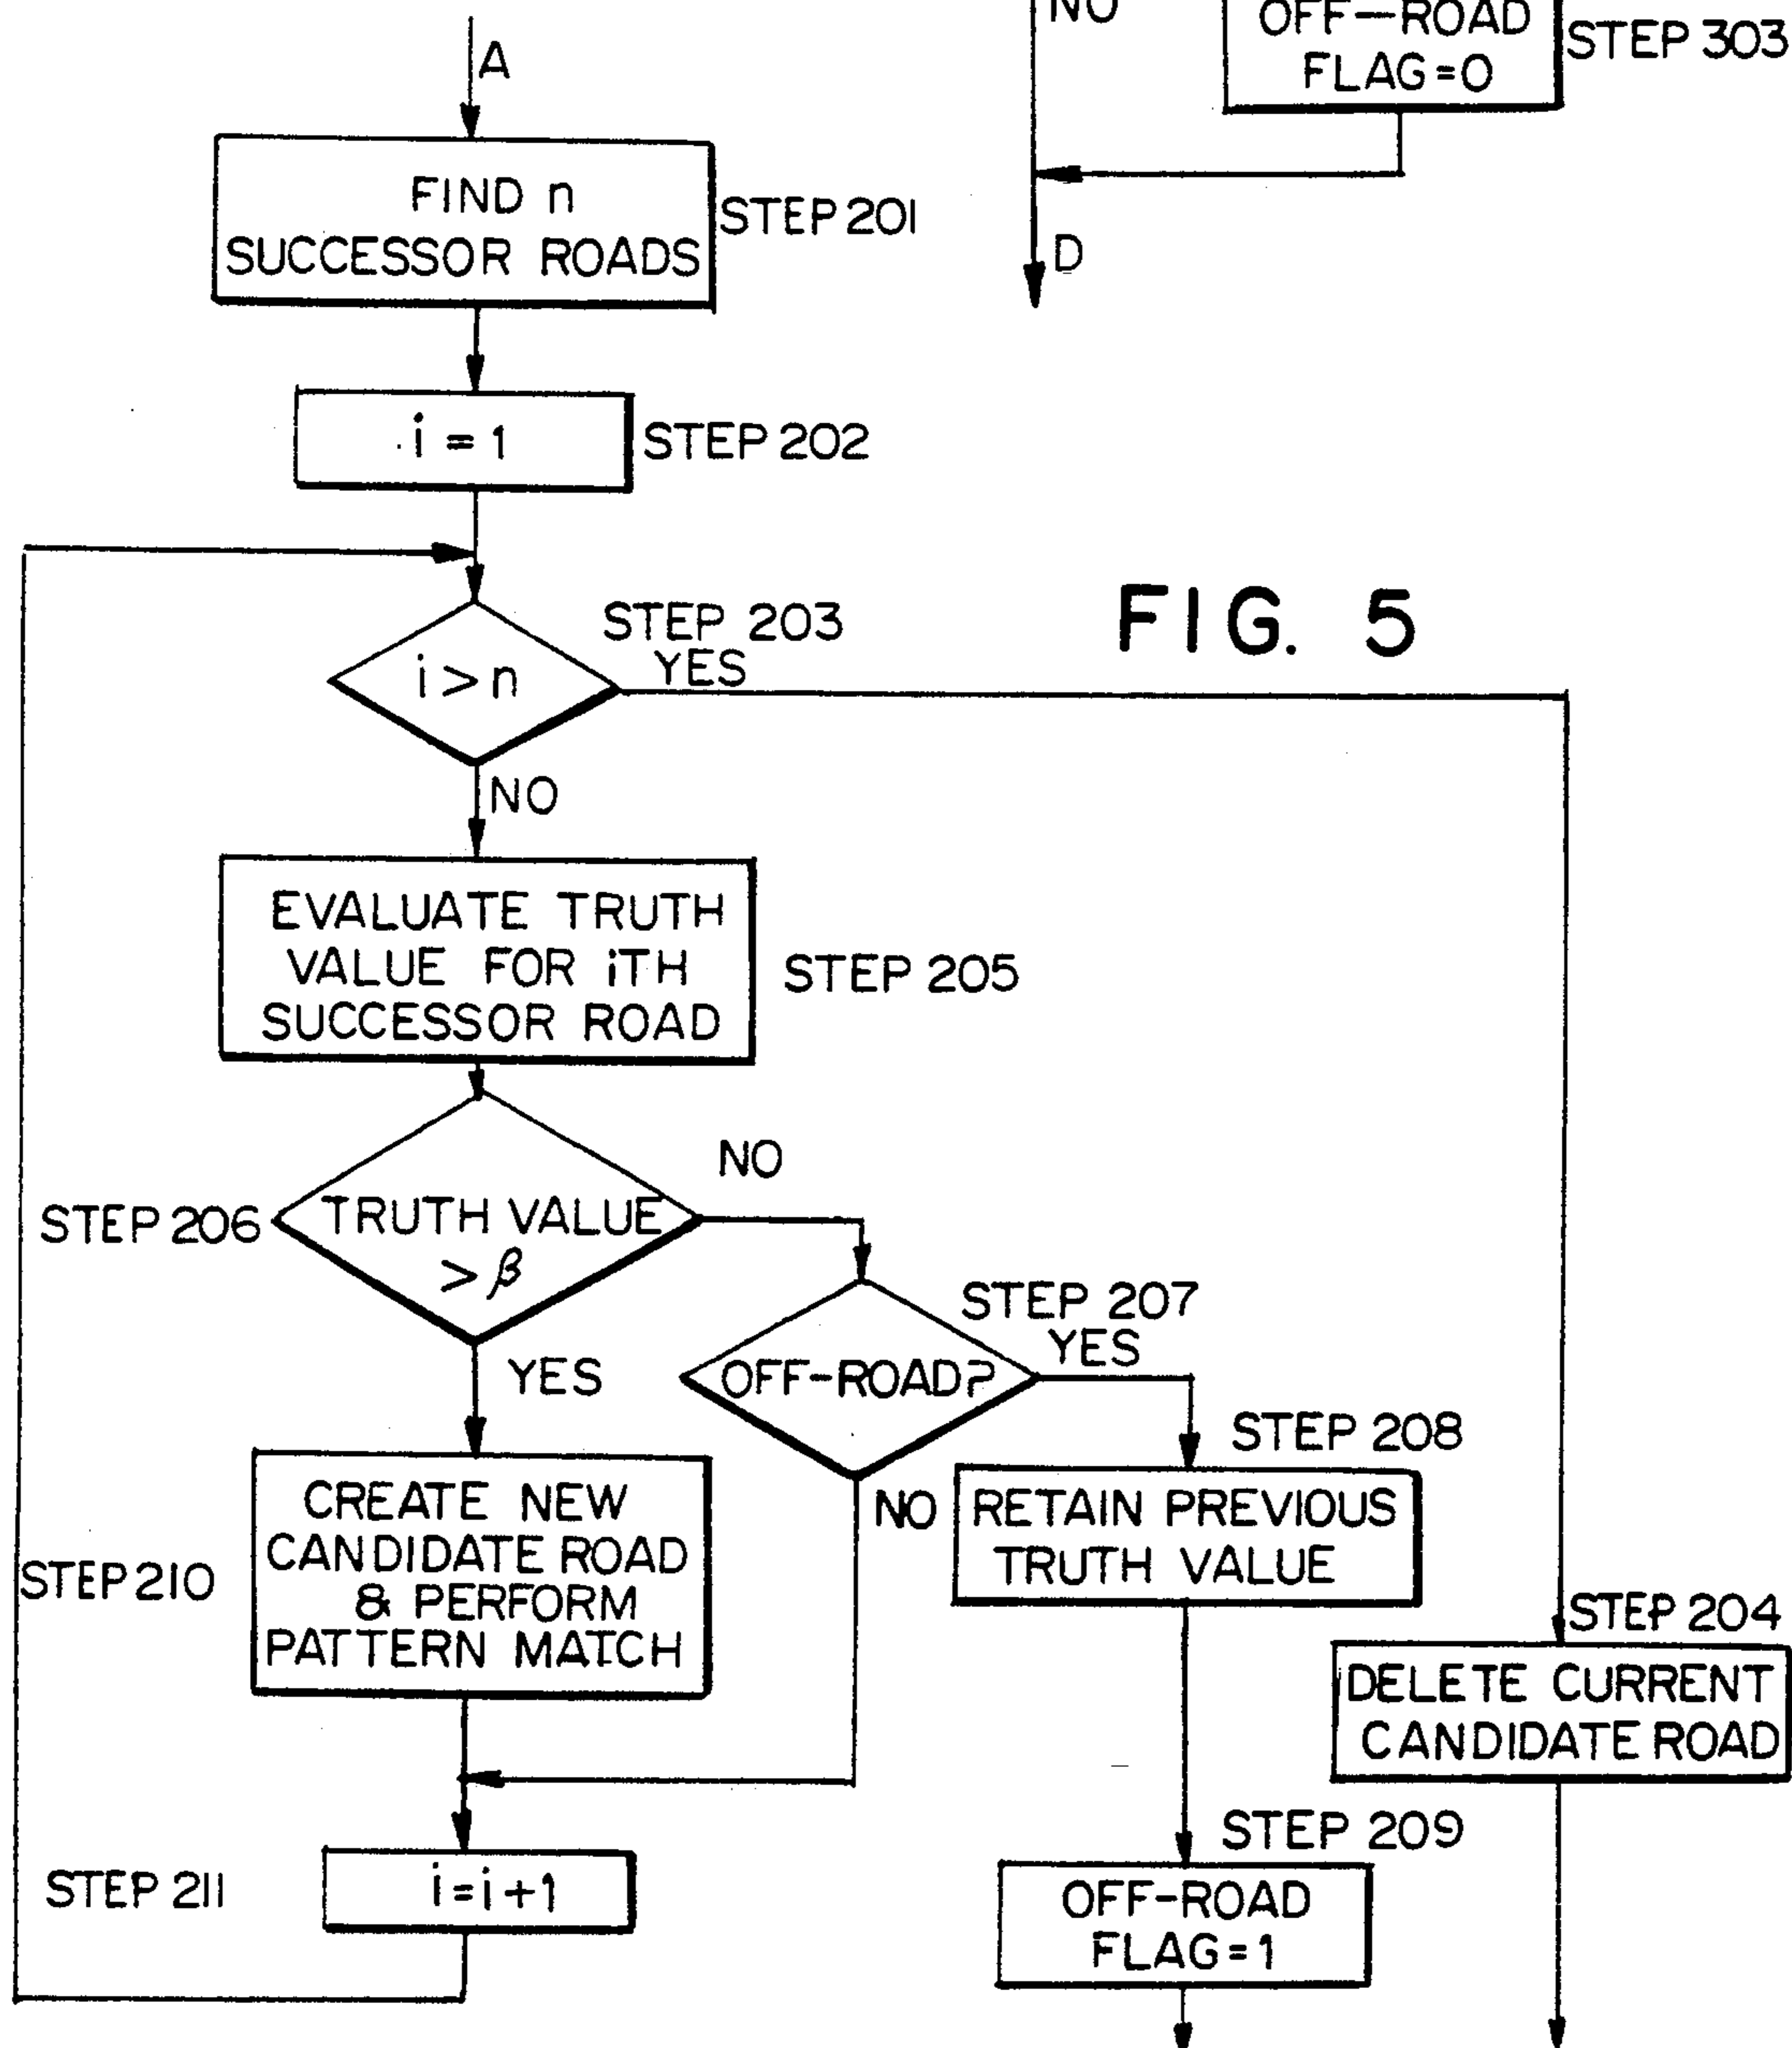 A
NO
OFF—ROAD
FLAG=0
STEP 303
D
FIND n
SUCCESSOR ROADS
STEP 201
i = 1
STEP 202
FIG. 5
STEP 203
YES
i > n
NO
EVALUATE TRUTH
VALUE FOR iTH
SUCCESSOR ROAD
STEP 205
NO
STEP 206
TRUTH VALUE
> β
STEP 207
YES
OFF-ROAD?
YES
NO
STEP 208
RETAIN PREVIOUS
TRUTH VALUE
CREATE NEW
CANDIDATE ROAD
& PERFORM
PATTERN MATCH
STEP 210
STEP 204
DELETE CURRENT
CANDIDATE ROAD
STEP 209
OFF-ROAD
FLAG=1
STEP 211
i=i+1